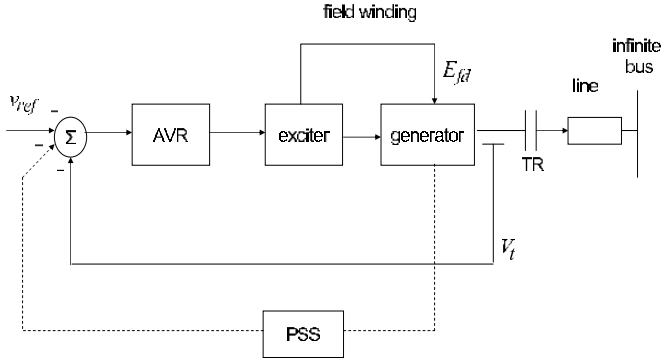 field winding
infinite
bus
E_fd
line
v_ref
−
Σ
−
−
AVR
exciter
generator
TR
V_t
PSS